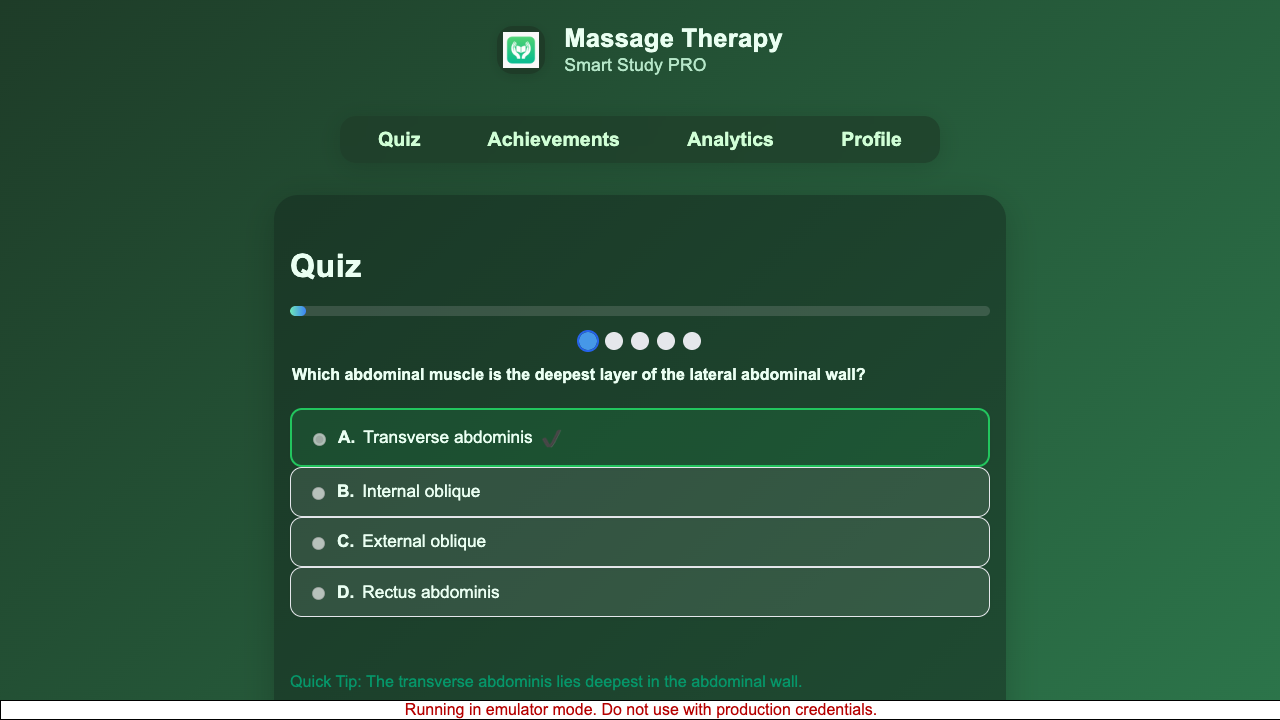 Massage Therapy
Smart Study PRO
Quiz Achievements Analytics Profile
Quiz
Which abdominal muscle is the deepest layer of the lateral abdominal wall?
A. Transverse abdominis ✔
B. Internal oblique
C. External oblique
D. Rectus abdominis
Quick Tip: The transverse abdominis lies deepest in the abdominal wall.
Running in emulator mode. Do not use with production credentials.